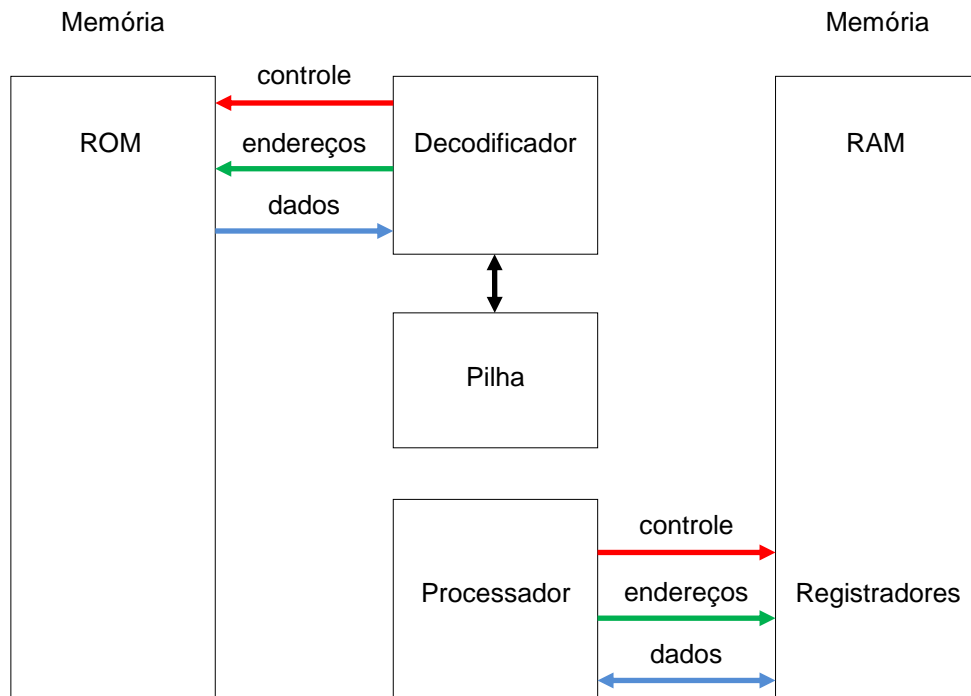 Memória
Memória
controle
ROM
endereços
Decodificador
RAM
dados
Pilha
controle
Processador
endereços
Registradores
dados